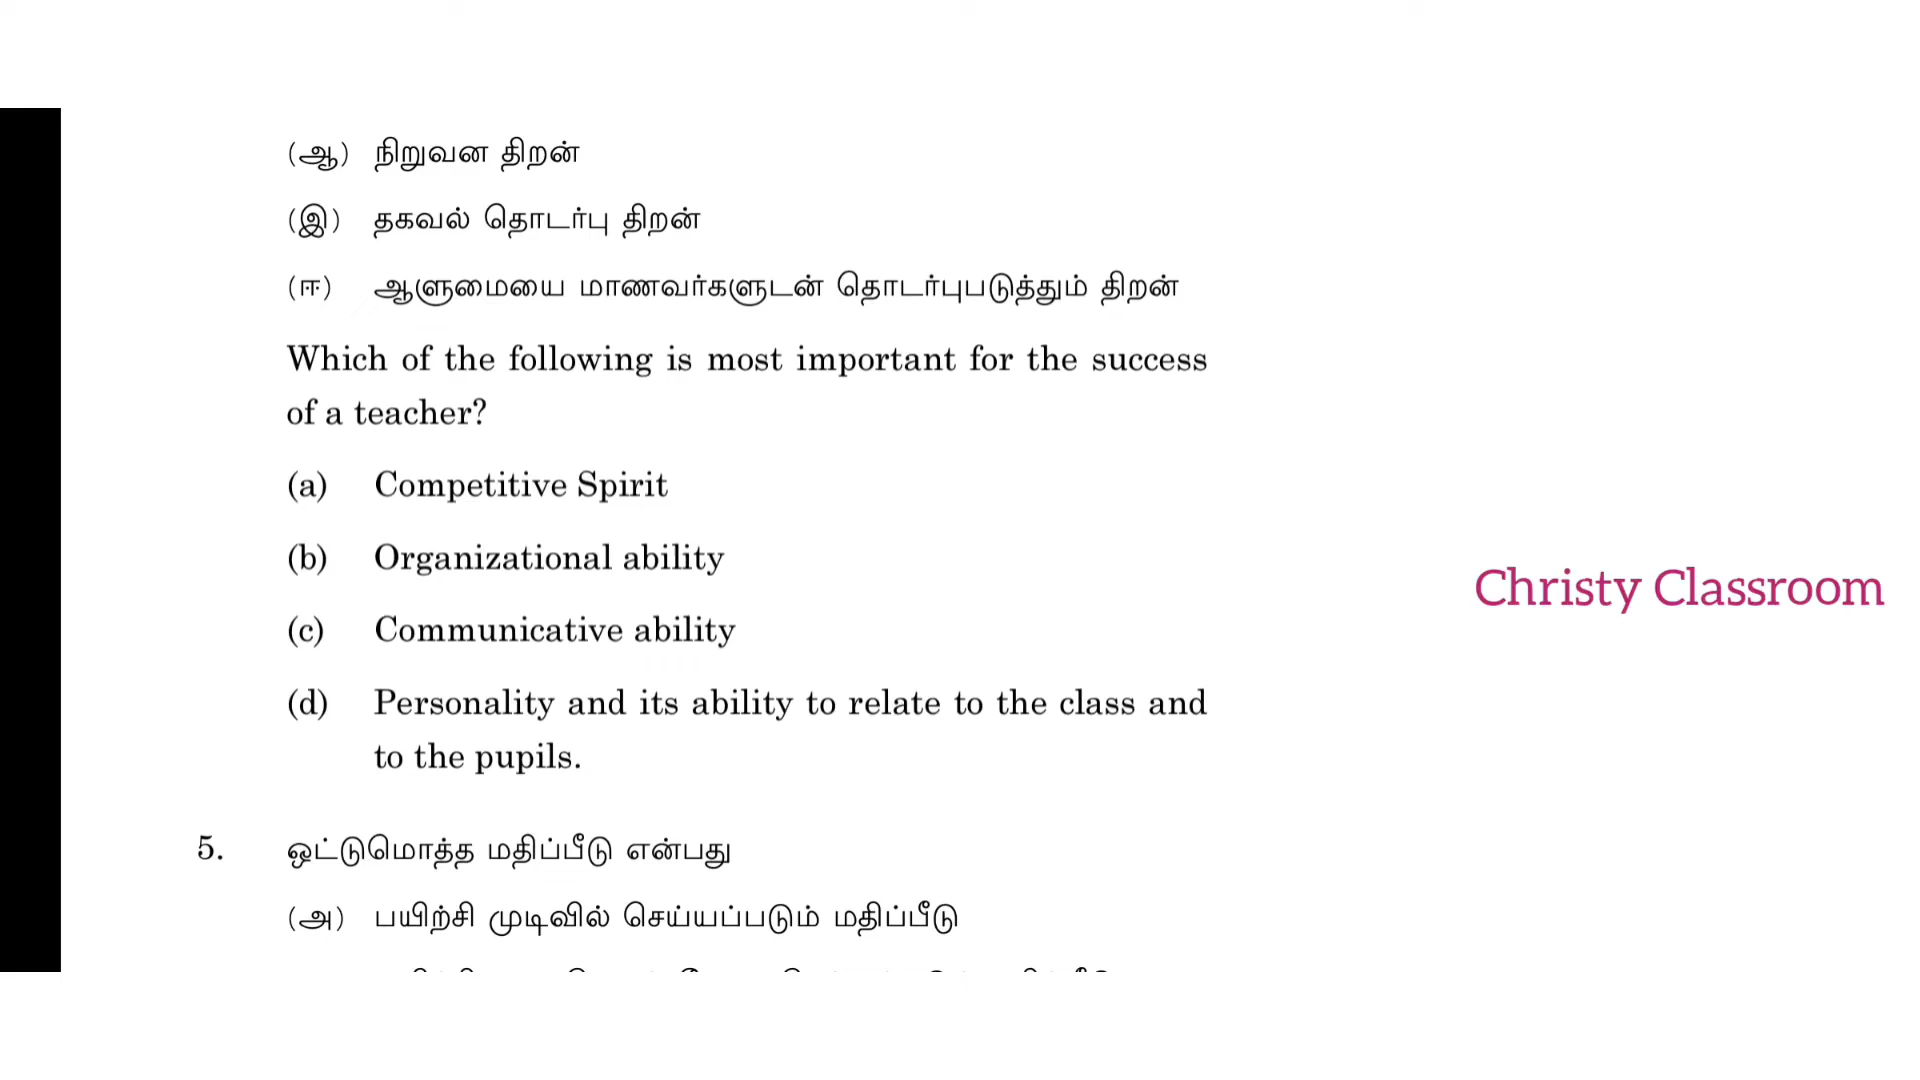 (ஆ) நிறுவன திறன்
(இ) தகவல் தொடர்பு திறன்
(ஈ) ஆளுமையை மாணவர்களுடன் தொடர்புபடுத்தும் திறன்
Which of the following is most important for the success
of a teacher?
(a) Competitive Spirit
(b) Organizational ability
(c) Communicative ability
(d) Personality and its ability to relate to the class and
to the pupils.
Christy Classroom
5. ஒட்டுமொத்த மதிப்பீடு என்பது
(அ) பயிற்சி முடிவில் செய்யப்படும் மதிப்பீடு